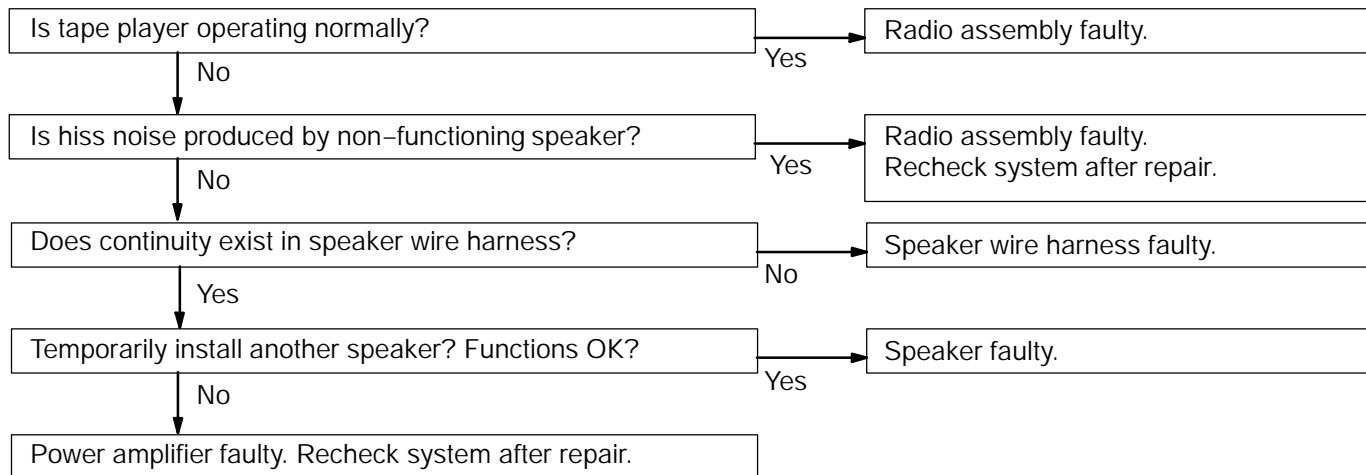 Is tape player operating normally?
Yes
Radio assembly faulty.
No
Is hiss noise produced by non−functioning speaker?
Yes
Radio assembly faulty.
Recheck system after repair.
No
Does continuity exist in speaker wire harness?
No
Speaker wire harness faulty.
Yes
Temporarily install another speaker? Functions OK?
Yes
Speaker faulty.
No
Power amplifier faulty. Recheck system after repair.